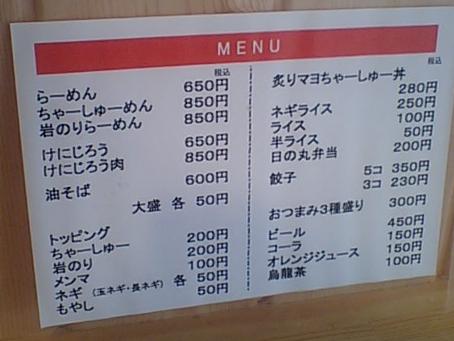 MENU
税込
らーめん 650円
ちゃーしゅーめん 850円
岩のりらーめん 850円
けにじろう 650円
けにじろう肉 850円
油そば 600円
大盛 各 50円
トッピング
ちゃーしゅー 200円
岩のり 200円
メンマ 100円
ネギ (玉ネギ・長ネギ) 各 50円
もやし 50円
税込
炙りマヨちゃーしゅー丼 280円
ネギライス 250円
ライス 100円
半ライス 50円
日の丸弁当 200円
餃子 5コ 350円
3コ 230円
おつまみ3種盛り 300円
ビール 450円
コーラ 150円
オレンジジュース 150円
烏龍茶 100円